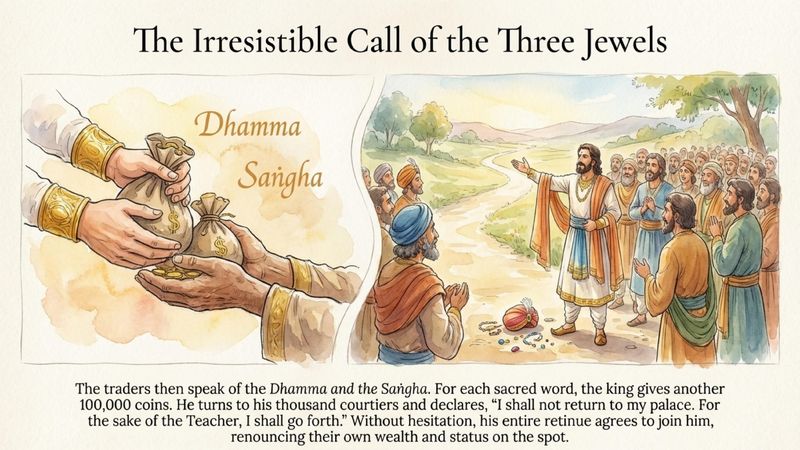 The Irresistible Call of the Three Jewels
Dhamma
Saṅgha
$
$
The traders then speak of the Dhamma and the Saṅgha. For each sacred word, the king gives another
100,000 coins. He turns to his thousand courtiers and declares, “I shall not return to my palace. For
the sake of the Teacher, I shall go forth.” Without hesitation, his entire retinue agrees to join him,
renouncing their own wealth and status on the spot.